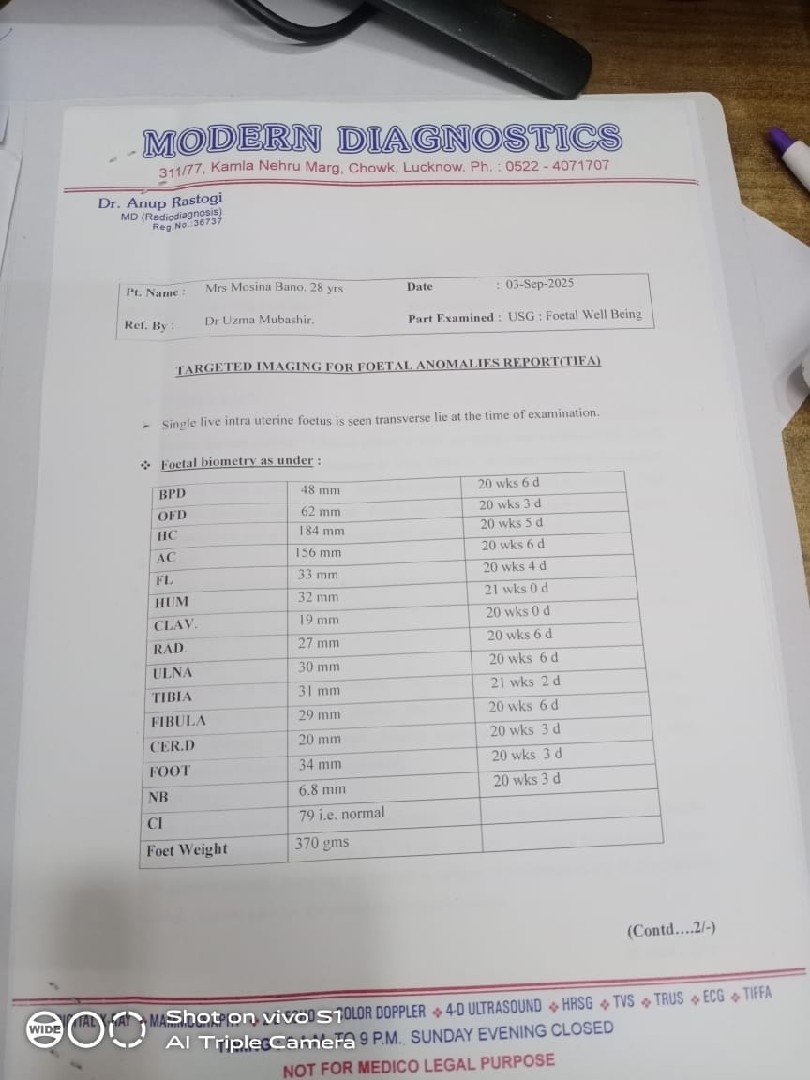 MODERN DIAGNOSTICS
311/77, Kamla Nehru Marg, Chowk, Lucknow. Ph. : 0522 - 4071707
Dr. Anup Rastogi
MD (Radiodiagnosis)
Reg No.:36737
Pt. Name : Mrs Mosina Bano. 28 yrs Date : 03-Sep-2025
Ref. By : Dr Uzma Mubashir. Part Examined : USG : Foetal Well Being
TARGETED IMAGING FOR FOETAL ANOMALIES REPORT(TIFA)
➢ Single live intra uterine foetus is seen transverse lie at the time of examination.
❖ Foetal biometry as under :
BPD 48 mm 20 wks 6 d
OFD 62 mm 20 wks 3 d
HC 184 mm 20 wks 5 d
AC 156 mm 20 wks 6 d
FL 33 mm 20 wks 4 d
HUM 32 mm 21 wks 0 d
CLAV. 19 mm 20 wks 0 d
RAD 27 mm 20 wks 6 d
ULNA 30 mm 20 wks 6 d
TIBIA 31 mm 21 wks 2 d
FIBULA 29 mm 20 wks 6 d
CER.D 20 mm 20 wks 3 d
FOOT 34 mm 20 wks 3 d
NB 6.8 mm 20 wks 3 d
CI 79 i.e. normal
Foet Weight 370 gms
(Contd....2/-)
COLOR DOPPLER ❖ 4-D ULTRASOUND ❖ HRSG ❖ TVS ❖ TRUS ❖ ECG ❖ TIFFA
TO 9 P.M., SUNDAY EVENING CLOSED
NOT FOR MEDICO LEGAL PURPOSE
WIDE
Shot on vivo S1
AI Triple Camera